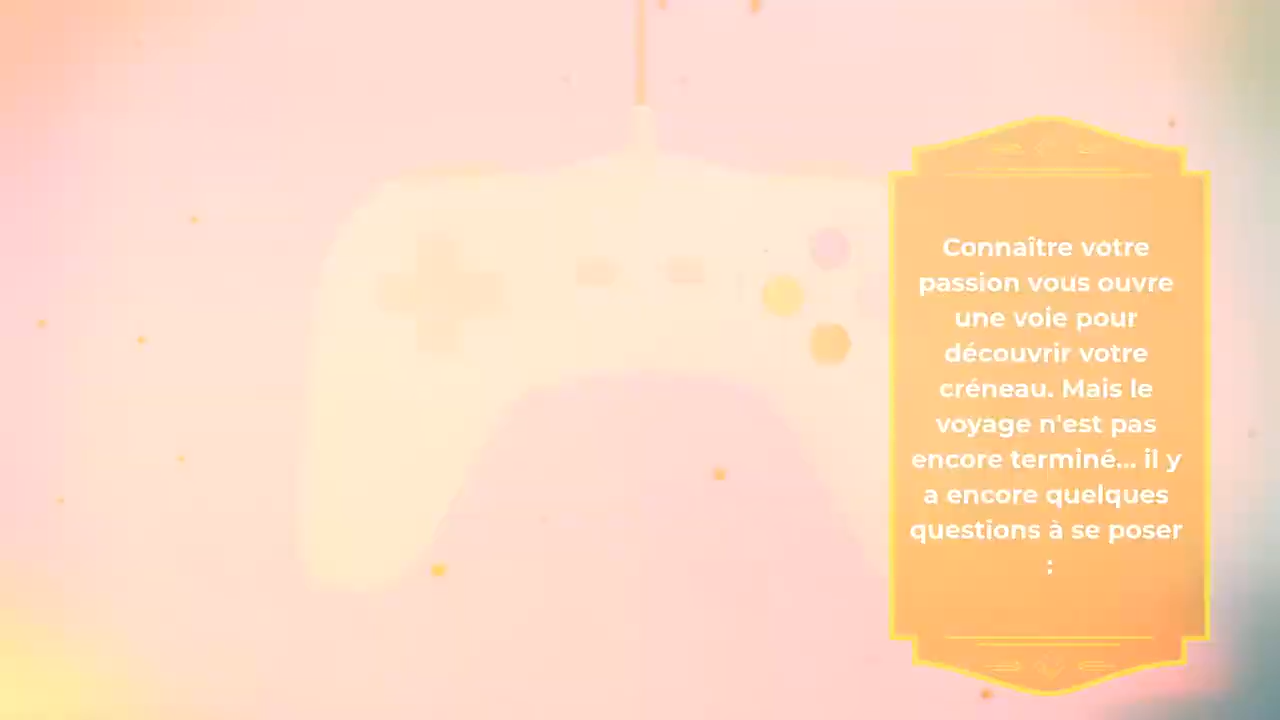 Connaître votre
passion vous ouvre
une voie pour
découvrir votre
créneau. Mais le
voyage n'est pas
encore terminé... il y
a encore quelques
questions à se poser
: